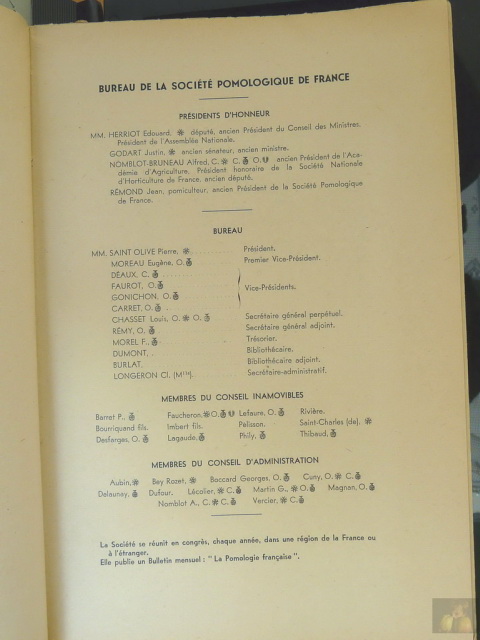 BUREAU DE LA SOCIÉTÉ POMOLOGIQUE DE FRANCE
PRÉSIDENTS D'HONNEUR
MM. HERRIOT Edouard, député, ancien Président du Conseil des Ministres,
Président de l'Assemblée Nationale.
GODART Justin, ancien sénateur, ancien ministre.
NOMBLOT-BRUNEAU Alfred, C. C. O. ancien Président de l'Aca-
démie d'Agriculture, Président honoraire de la Société Nationale
d'Horticulture de France, ancien député.
RÉMOND Jean, pomiculteur, ancien Président de la Société Pomologique
de France.
BUREAU
MM. SAINT OLIVE Pierre, Président.
MOREAU Eugène, O. Premier Vice-Président.
DÉAUX, C.
FAUROT, O.
GONICHON, O. Vice-Présidents.
CARRET, O.
CHASSET Louis, O. O. Secrétaire général perpétuel.
RÉMY, O. Secrétaire général adjoint.
MOREL F., Trésorier.
DUMONT, Bibliothécaire.
BURLAT, Bibliothécaire adjoint.
LONGERON Cl. (Mme). Secrétaire-administratif.
MEMBRES DU CONSEIL INAMOVIBLES
Barret P., Faucheron, O. Lefaure, O. Rivière.
Bourriquand fils. Imbert fils. Pelisson. Saint-Charles (de),
Desfarges, O. Lagaude, Phily, Thibaud,
MEMBRES DU CONSEIL D'ADMINISTRATION
Aubin, Bey Rozet, Boccard Georges, O. Cuny, O. C.
Delaunay, Dufour, Lécolier, C. Martin G., O. Magnan, O.
Nomblot A., C. C. Vercier, C.
La Société se réunit en congrès, chaque année, dans une région de la France ou
à l'étranger.
Elle publie un Bulletin mensuel : " La Pomologie française ".